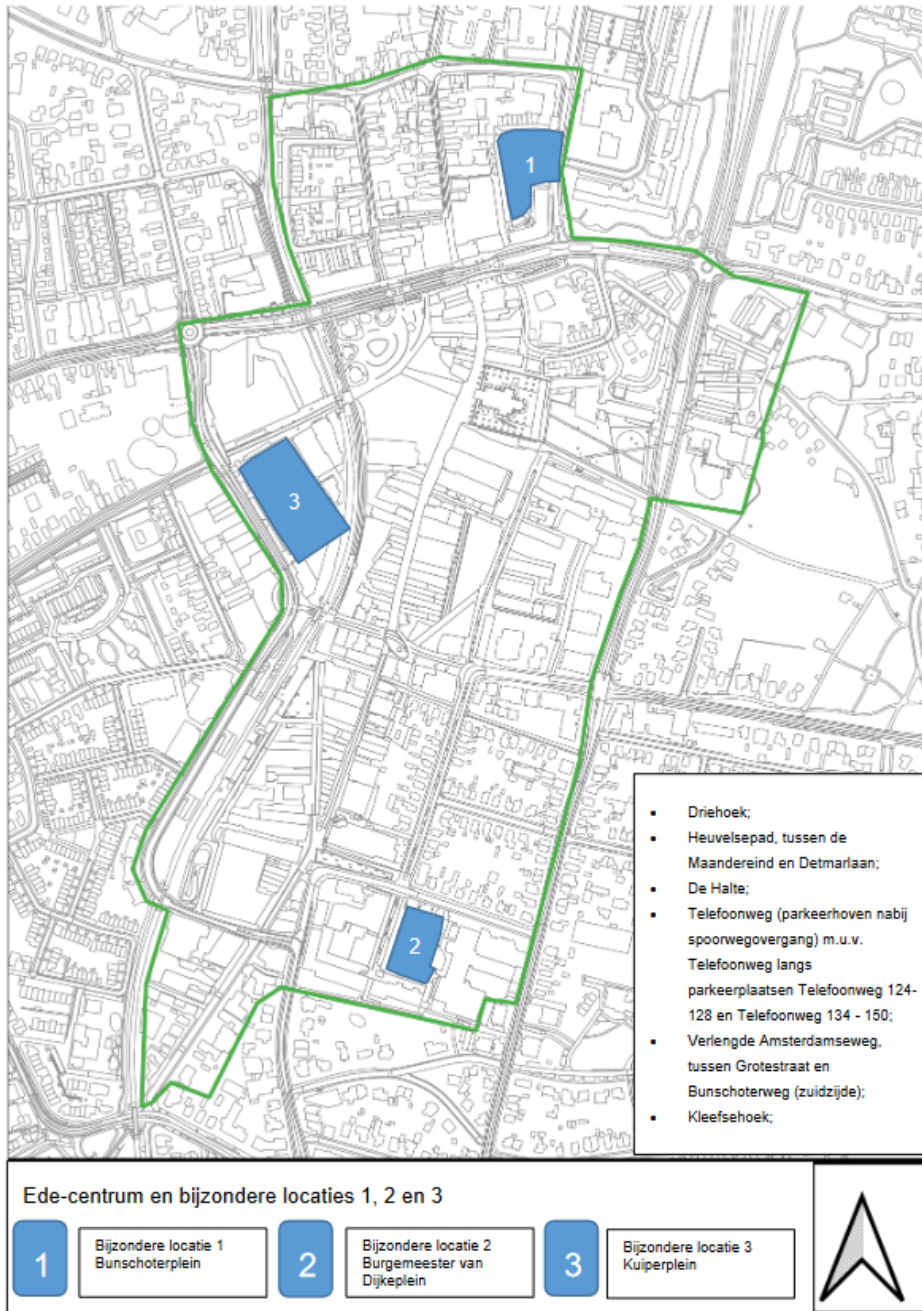 1
3
2
• Driehoek;
• Heuvelsepad, tussen de
Maandereind en Detmarlaan;
• De Halte;
• Telefoonweg (parkeerhoven nabij
spoorwegovergang) m.u.v.
Telefoonweg langs
parkeerplaatsen Telefoonweg 124-
128 en Telefoonweg 134 - 150;
• Verlengde Amsterdamseweg,
tussen Grotestraat en
Bunschoterweg (zuidzijde);
• Kleefsehoek;
Ede-centrum en bijzondere locaties 1, 2 en 3
1
Bijzondere locatie 1
Bunschoterplein
2
Bijzondere locatie 2
Burgemeester van
Dijkeplein
3
Bijzondere locatie 3
Kuiperplein